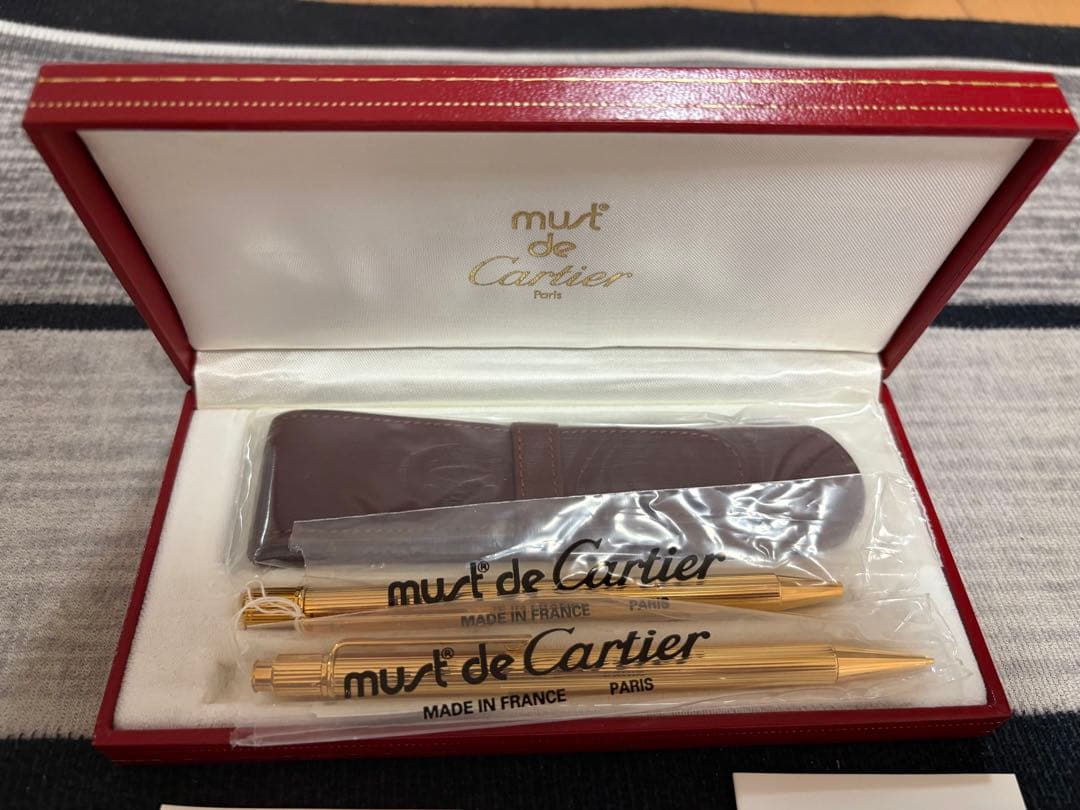 must®
de
Cartier
Paris
must® de Cartier
MADE IN FRANCE PARIS
must® de Cartier
MADE IN FRANCE PARIS